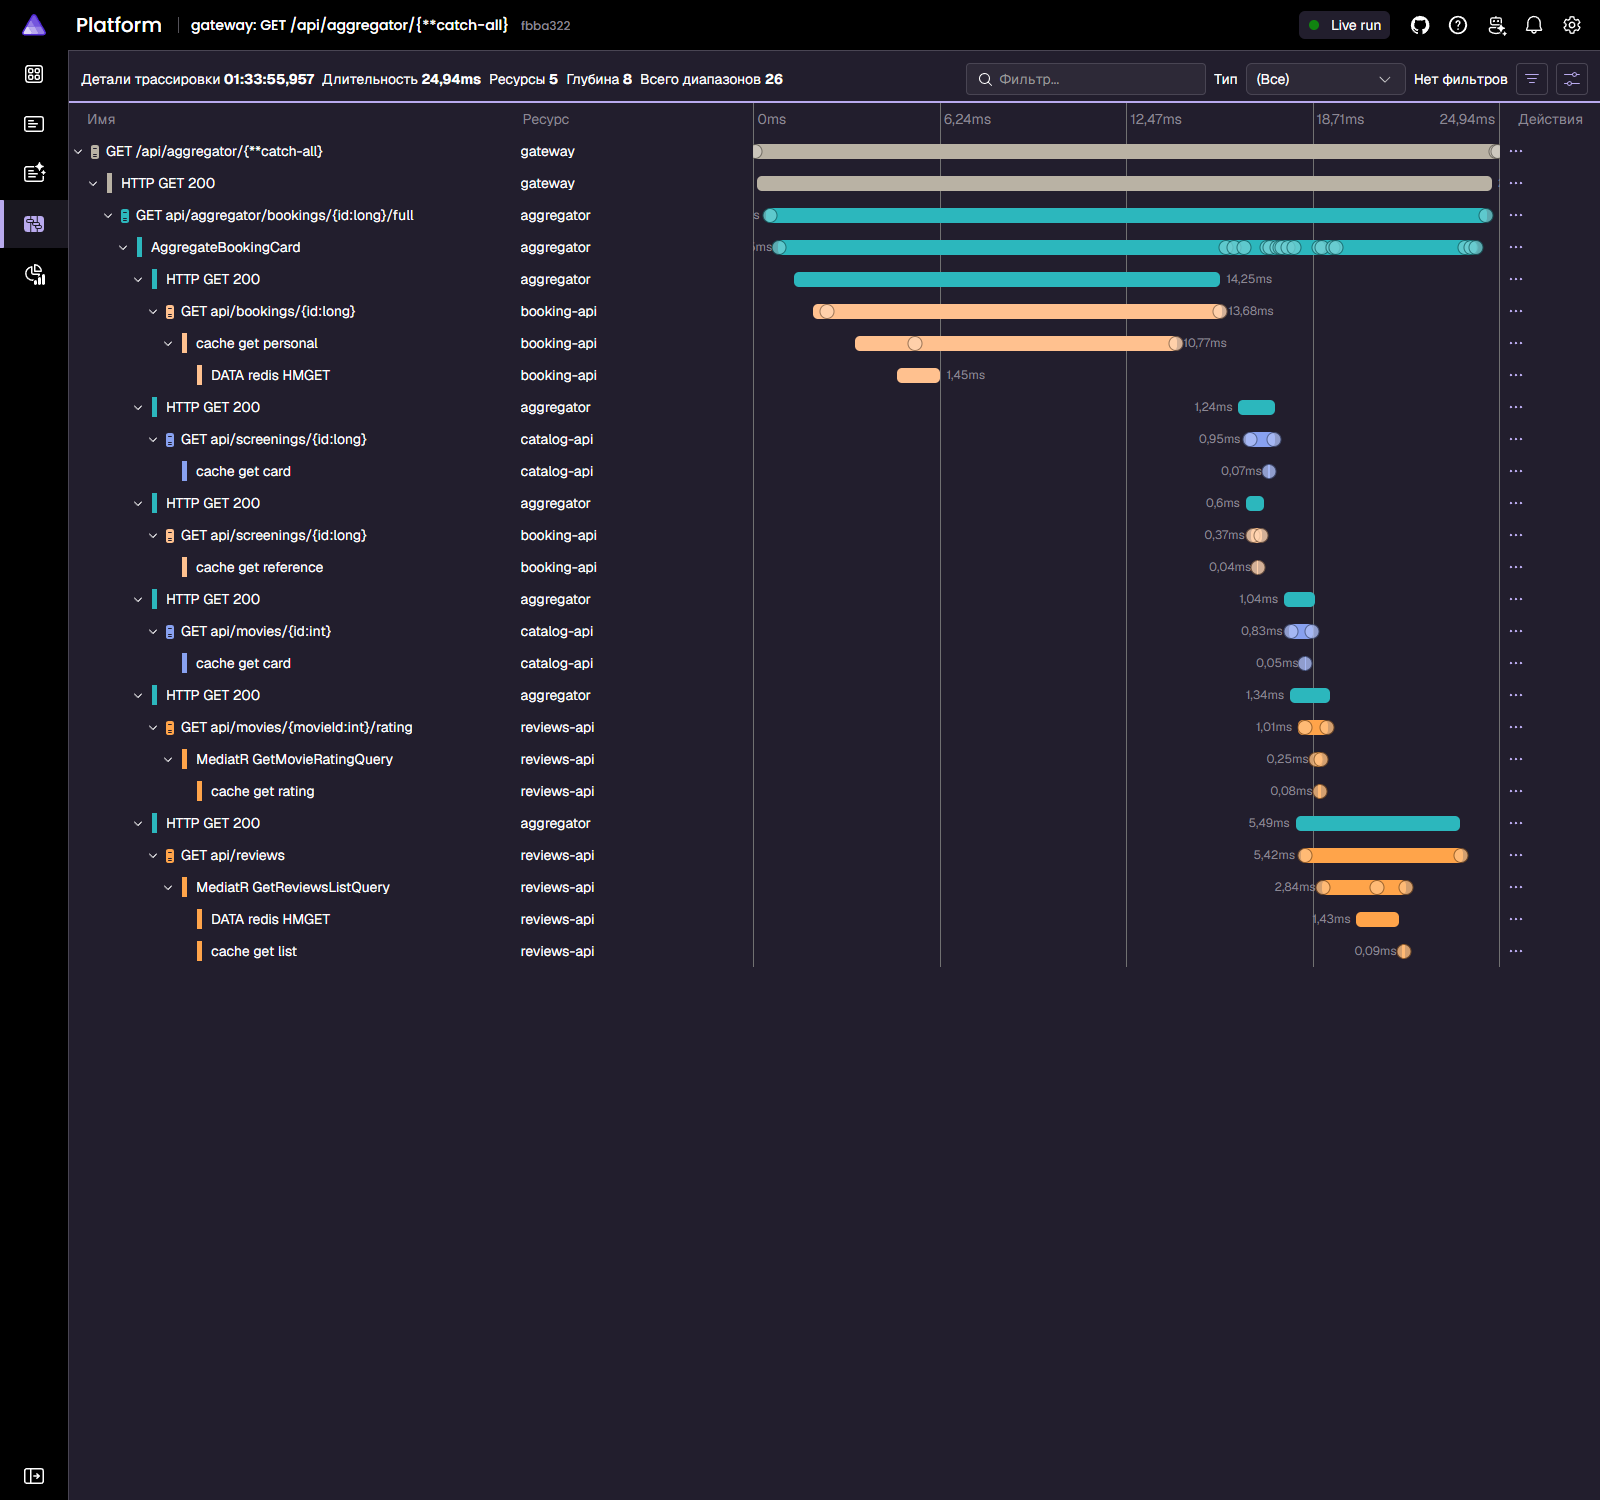 Platform gateway: GET /api/aggregator/{**catch-all} fbba322 Live run
Детали трассировки 01:33:55,957 Длительность 24,94ms Ресурсы 5 Глубина 8 Всего диапазонов 26 Фильтр... Тип (Все) Нет фильтров
Имя Ресурс 0ms 6,24ms 12,47ms 18,71ms 24,94ms Действия
GET /api/aggregator/{**catch-all} gateway
HTTP GET 200 gateway
GET api/aggregator/bookings/{id:long}/full aggregator s
AggregateBookingCard aggregator ms
HTTP GET 200 aggregator 14,25ms
GET api/bookings/{id:long} booking-api 13,68ms
cache get personal booking-api 10,77ms
DATA redis HMGET booking-api 1,45ms
HTTP GET 200 aggregator 1,24ms
GET api/screenings/{id:long} catalog-api 0,95ms
cache get card catalog-api 0,07ms
HTTP GET 200 aggregator 0,6ms
GET api/screenings/{id:long} booking-api 0,37ms
cache get reference booking-api 0,04ms
HTTP GET 200 aggregator 1,04ms
GET api/movies/{id:int} catalog-api 0,83ms
cache get card catalog-api 0,05ms
HTTP GET 200 aggregator 1,34ms
GET api/movies/{movieId:int}/rating reviews-api 1,01ms
MediatR GetMovieRatingQuery reviews-api 0,25ms
cache get rating reviews-api 0,08ms
HTTP GET 200 aggregator 5,49ms
GET api/reviews reviews-api 5,42ms
MediatR GetReviewsListQuery reviews-api 2,84ms
DATA redis HMGET reviews-api 1,43ms
cache get list reviews-api 0,09ms